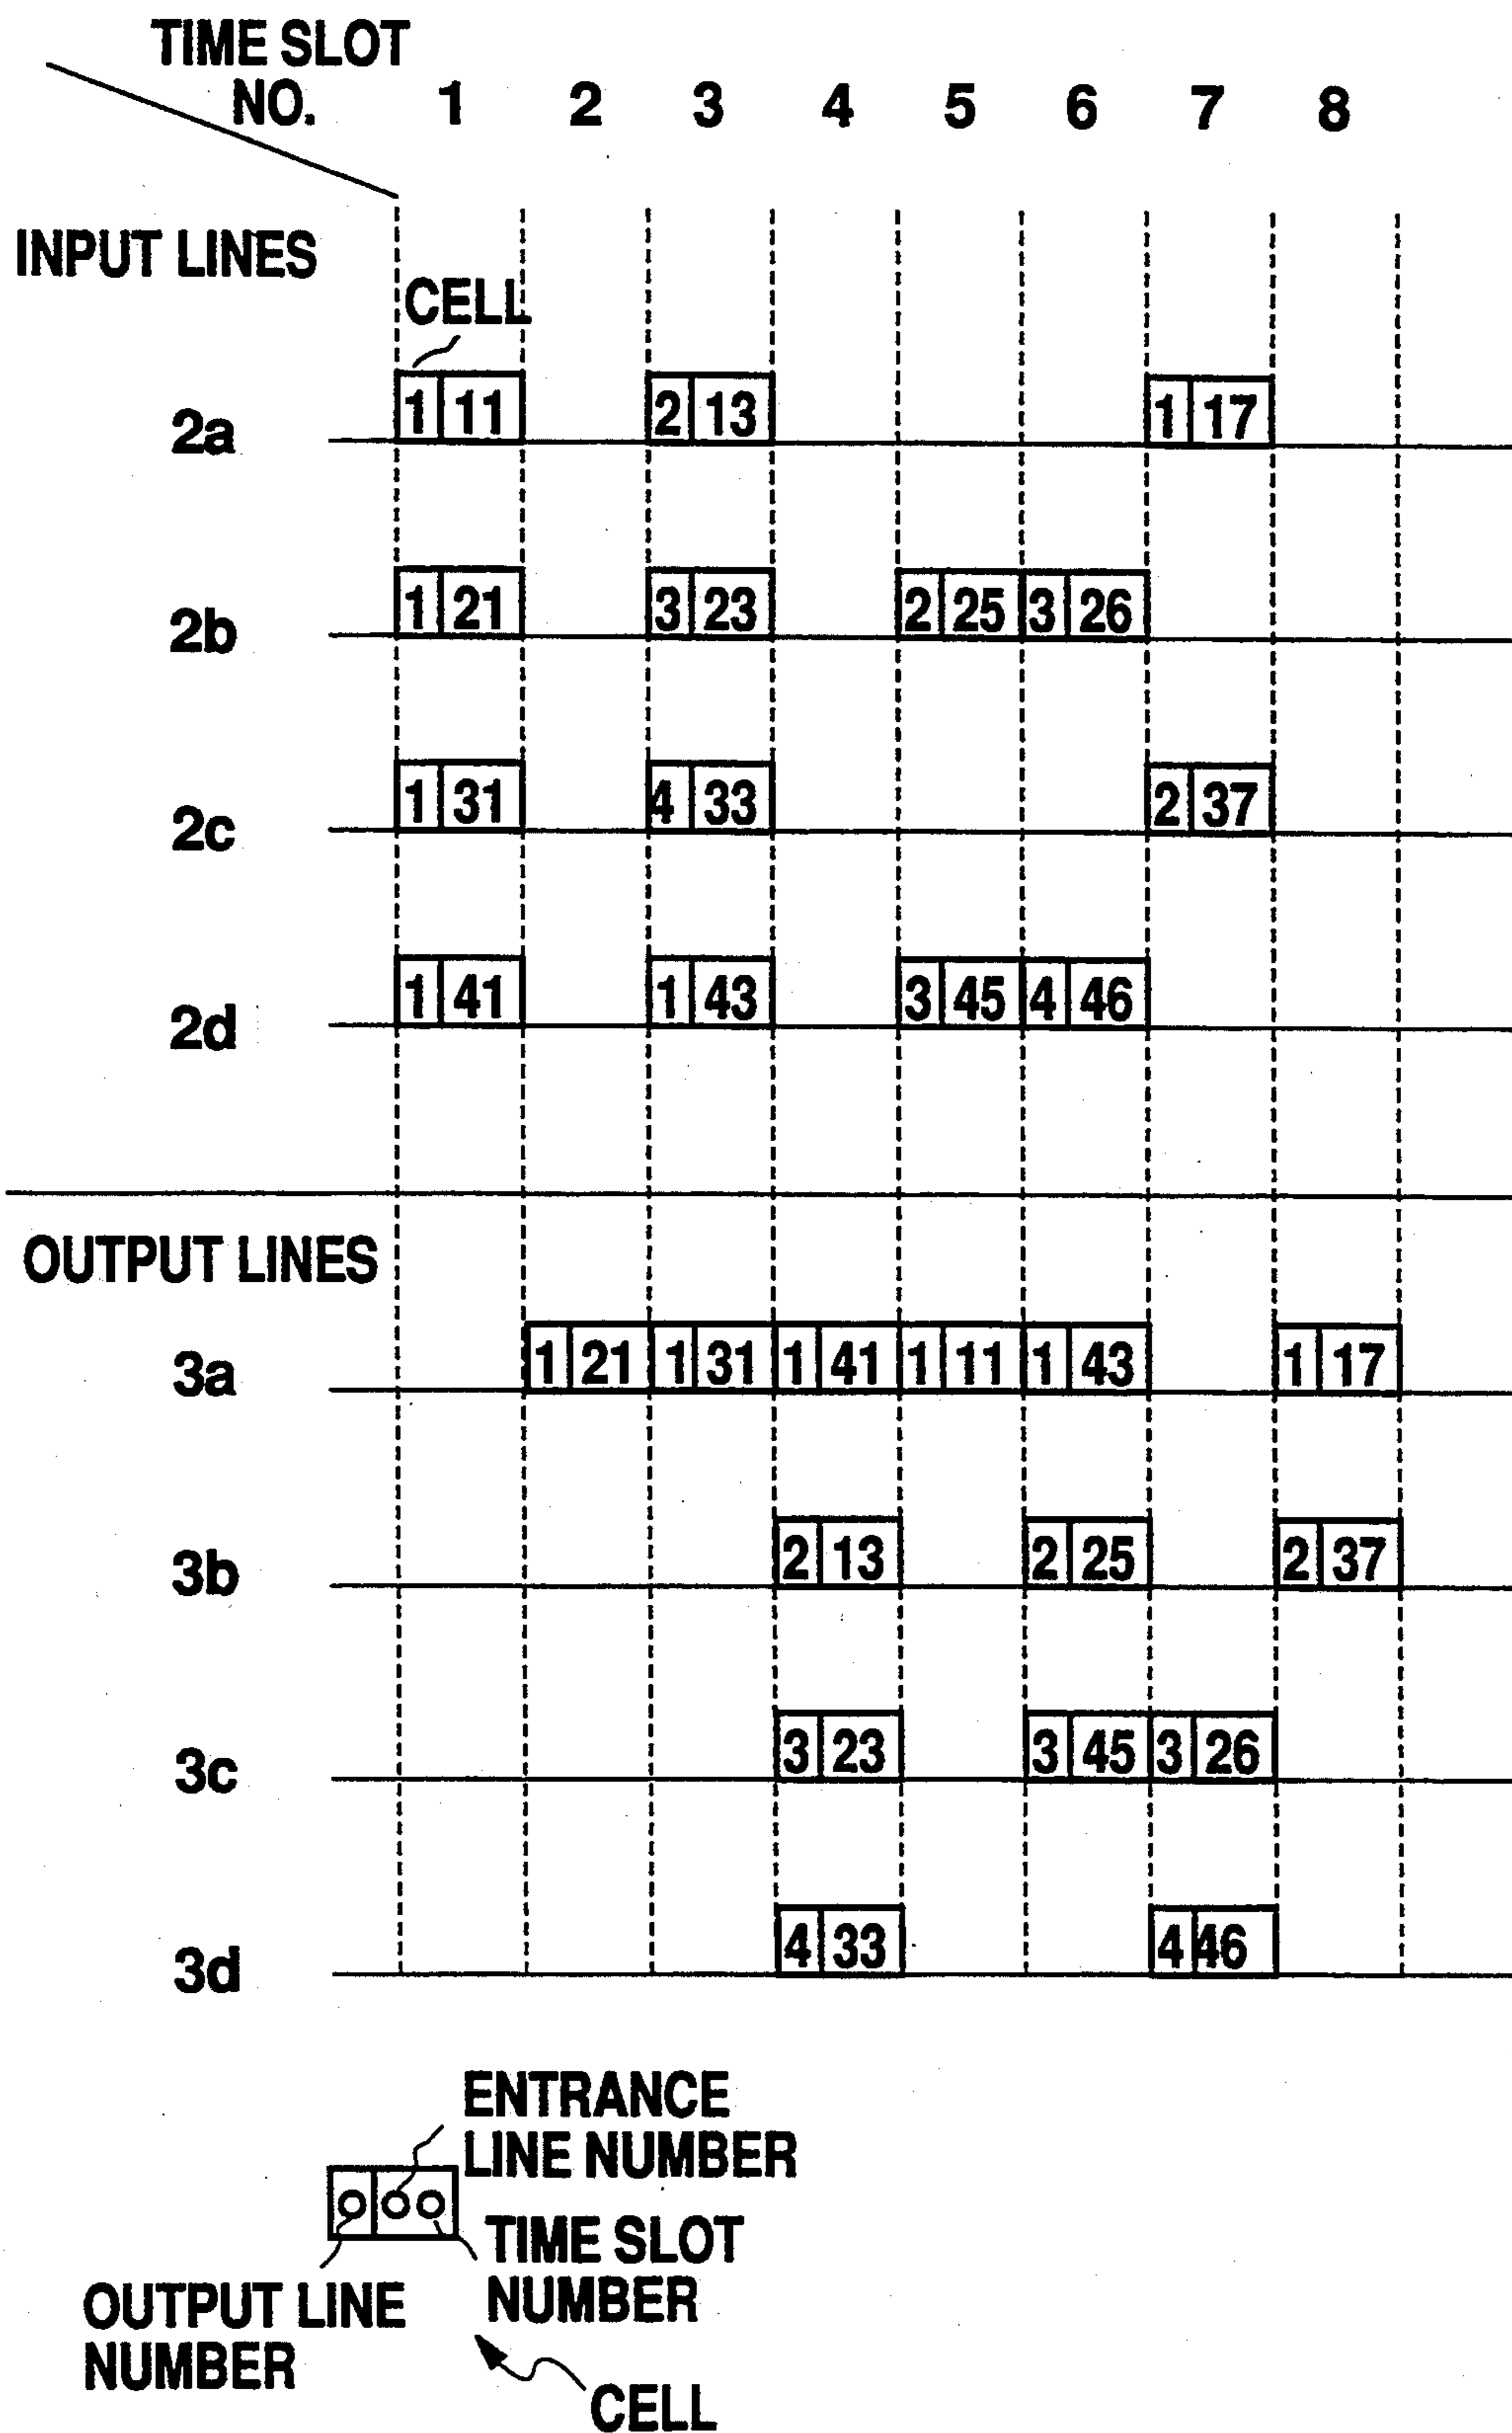 TIME SLOT
NO. 1 2 3 4 5 6 7 8
INPUT LINES
CELL
2a 1 11 2 13 1 17
2b 1 21 3 23 2 25 3 26
2c 1 31 4 33 2 37
2d 1 41 1 43 3 45 4 46
OUTPUT LINES
3a 1 21 1 31 1 41 1 11 1 43 1 17
3b 2 13 2 25 2 37
3c 3 23 3 45 3 26
3d 4 33 4 46
ENTRANCE
LINE NUMBER
TIME SLOT
NUMBER
OUTPUT LINE
NUMBER
CELL